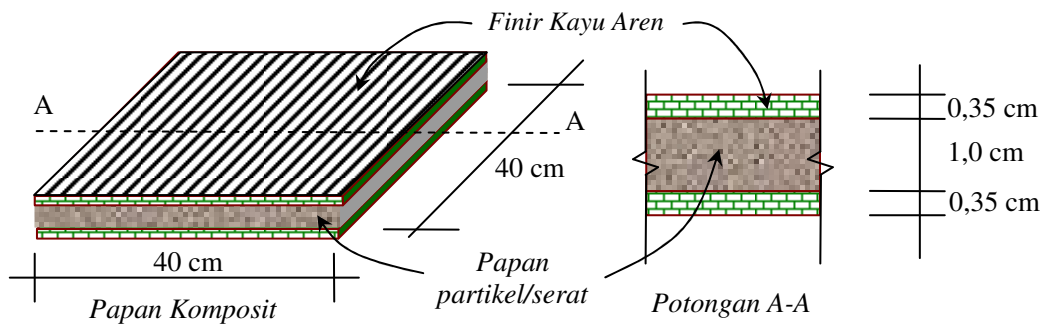 Finir Kayu Aren
A
A
40 cm
40 cm
Papan Komposit
Papan
partikel/serat
0,35 cm
1,0 cm
0,35 cm
Potongan A-A